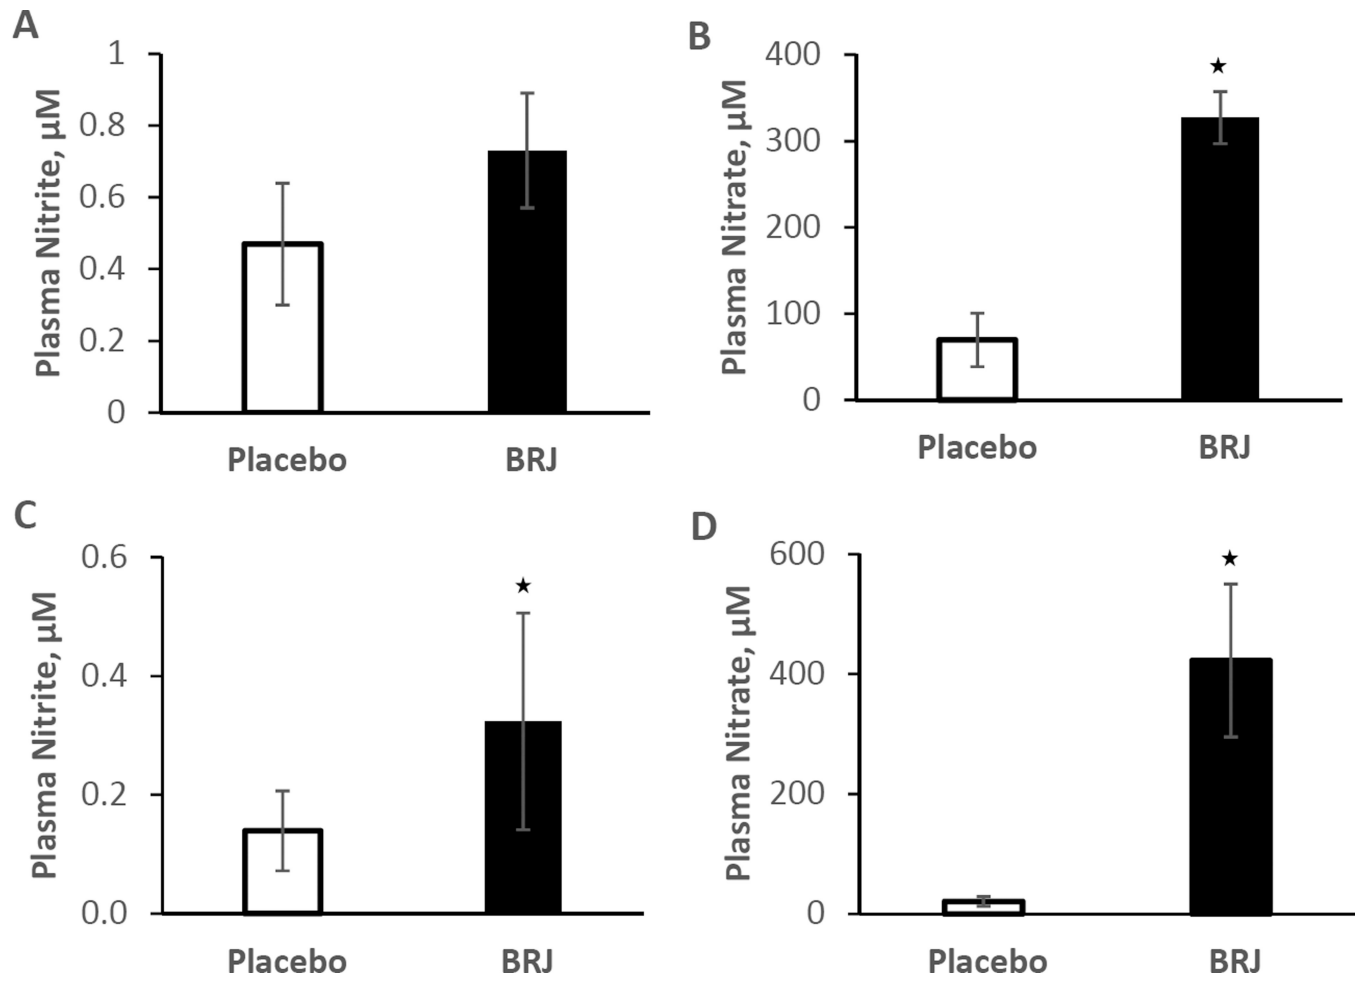 A
Plasma Nitrite, µM
1
0.8
0.6
0.4
0.2
0
Placebo BRJ
B
Plasma Nitrate, µM
400
300
200
100
0
★
Placebo BRJ
C
Plasma Nitrite, µM
0.6
0.4
0.2
0.0
★
Placebo BRJ
D
Plasma Nitrate, µM
600
400
200
0
★
Placebo BRJ